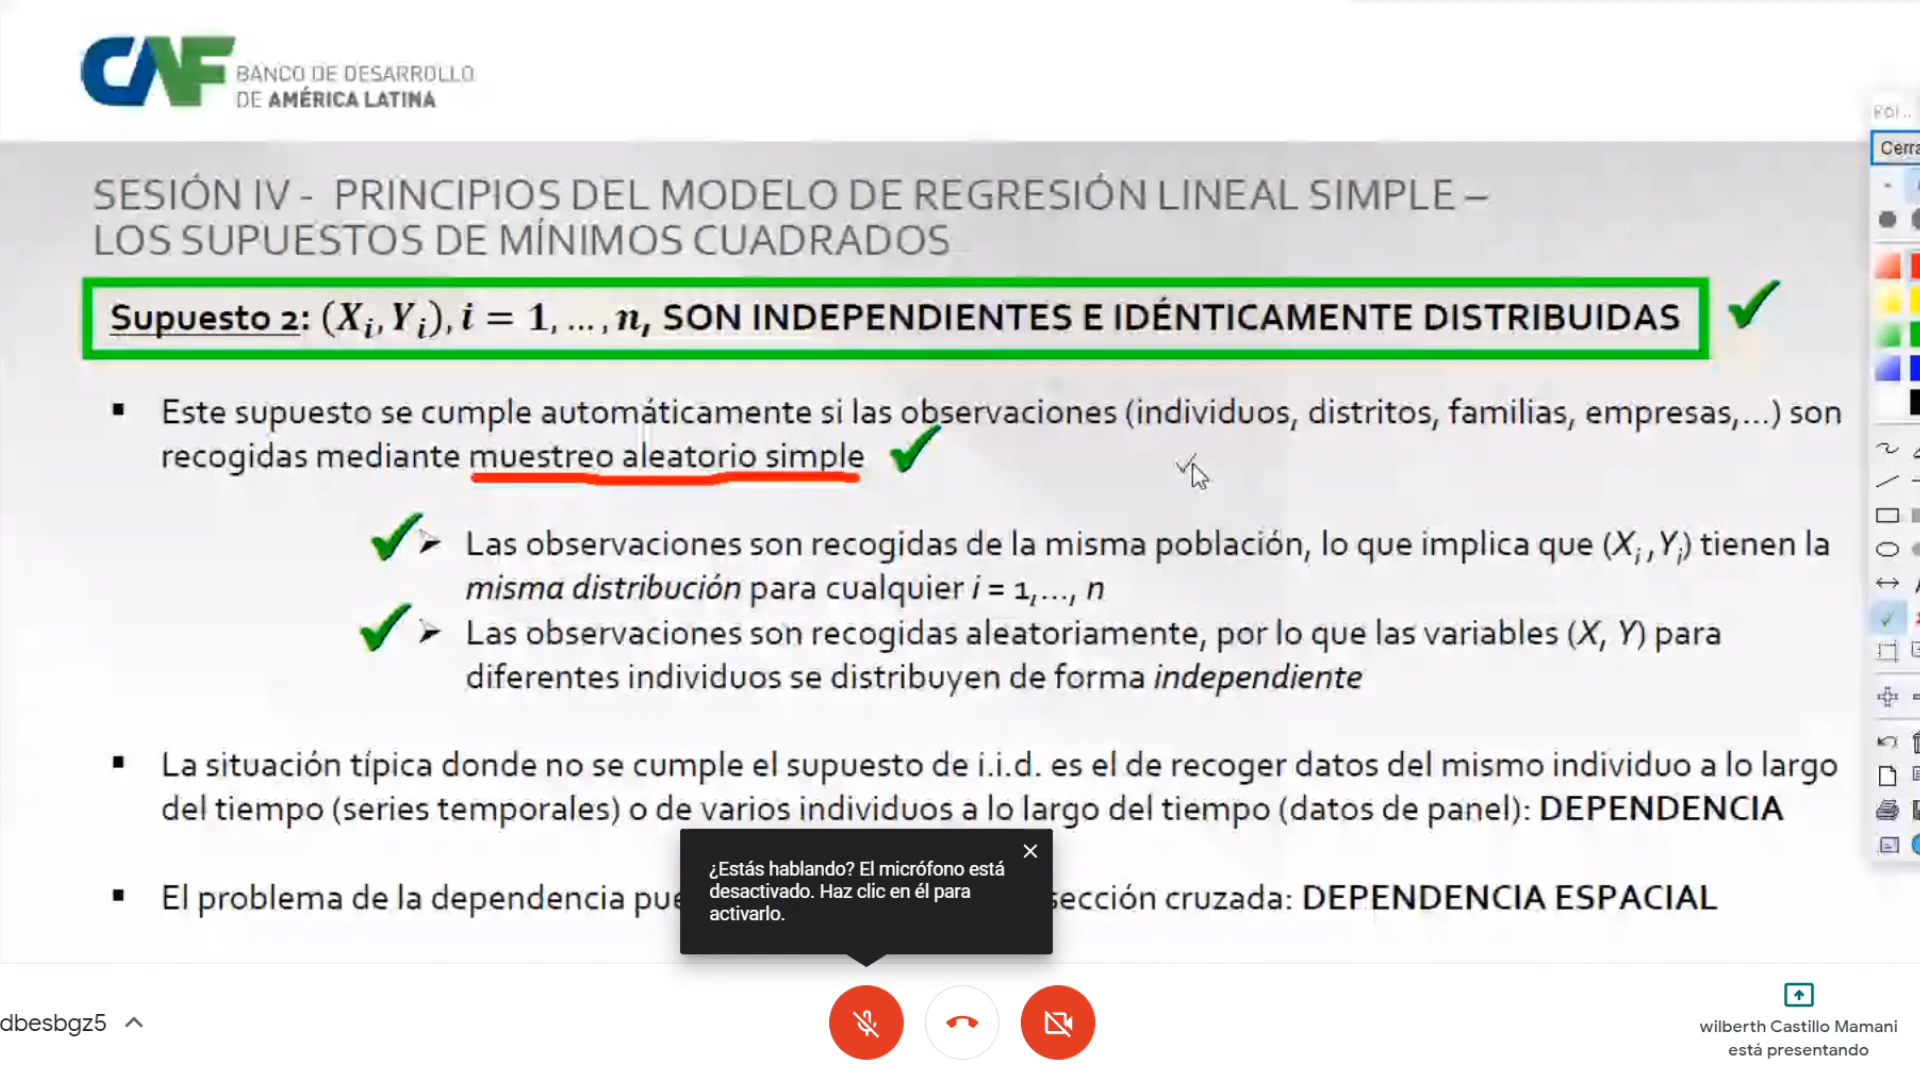 CAF BANCO DE DESARROLLO
DE AMÉRICA LATINA
Cerra
SESIÓN IV - PRINCIPIOS DEL MODELO DE REGRESIÓN LINEAL SIMPLE –
LOS SUPUESTOS DE MÍNIMOS CUADRADOS
Supuesto 2: (Xi, Yi), i = 1, ... , n, SON INDEPENDIENTES E IDÉNTICAMENTE DISTRIBUIDAS
▪ Este supuesto se cumple automáticamente si las observaciones (individuos, distritos, familias, empresas,...) son
recogidas mediante muestreo aleatorio simple
➢ Las observaciones son recogidas de la misma población, lo que implica que (Xi ,Yi) tienen la
misma distribución para cualquier i = 1,..., n
➢ Las observaciones son recogidas aleatoriamente, por lo que las variables (X, Y) para
diferentes individuos se distribuyen de forma independiente
▪ La situación típica donde no se cumple el supuesto de i.i.d. es el de recoger datos del mismo individuo a lo largo
del tiempo (series temporales) o de varios individuos a lo largo del tiempo (datos de panel): DEPENDENCIA
▪ El problema de la dependencia pue sección cruzada: DEPENDENCIA ESPACIAL
¿Estás hablando? El micrófono está
desactivado. Haz clic en él para
activarlo.
dbesbgz5
wilberth Castillo Mamani
está presentando